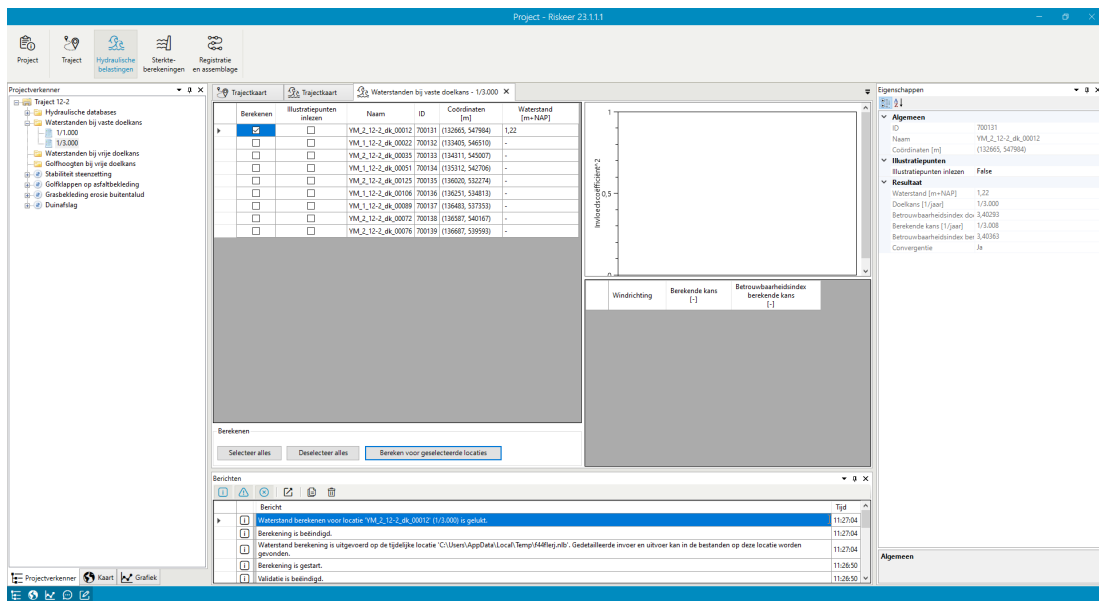 Project - Riskeer 23.1.1.1
Project
Traject
Hydraulische belastingen
Sterkte-berekeningen
Registratie en assemblage
Projectverkenner
Traject 12-2
Hydraulische databases
Waterstanden bij vaste doelkans
1/1.000
1/3.000
Waterstanden bij vrije doelkans
Golfhoogten bij vrije doelkans
Stabiliteit steenzetting
Golfklappen op asfaltbekleding
Grasbekleding erosie buitentalud
Duinafslag
Projectverkenner Kaart Grafiek
Trajectkaart Trajectkaart Waterstanden bij vaste doelkans - 1/3.000
Berekenen Illustratiepunten inlezen Naam ID Coördinaten [m] Waterstand [m+NAP]
YM_2_12-2_dk_00012 700131 (132665, 547984) 1,22
YM_1_12-2_dk_00022 700132 (133405, 546510) -
YM_2_12-2_dk_00035 700133 (134311, 545007) -
YM_1_12-2_dk_00051 700134 (135312, 542706) -
YM_2_12-2_dk_00125 700135 (136020, 532274) -
YM_1_12-2_dk_00106 700136 (136251, 534813) -
YM_1_12-2_dk_00089 700137 (136483, 537353) -
YM_2_12-2_dk_00072 700138 (136587, 540167) -
YM_2_12-2_dk_00076 700139 (136687, 539593) -
Berekenen
Selecteer alles Deselecteer alles Bereken voor geselecteerde locaties
1
0,5
0
Invloedscoëfficiënt^2
Windrichting Berekende kans [-] Betrouwbaarheidsindex berekende kans [-]
Berichten
Bericht Tijd
Waterstand berekenen voor locatie 'YM_2_12-2_dk_00012' (1/3.000) is gelukt. 11:27:04
Berekening is beëindigd. 11:27:04
Waterstand berekening is uitgevoerd op de tijdelijke locatie 'C:\Users\AppData\Local\Temp\f44flerj.nlb'. Gedetailleerde invoer en uitvoer kan in de bestanden op deze locatie worden
gevonden. 11:27:04
Berekening is gestart. 11:26:50
Validatie is beëindigd. 11:26:50
Eigenschappen
Algemeen
ID 700131
Naam YM_2_12-2_dk_00012
Coördinaten [m] (132665, 547984)
Illustratiepunten
Illustratiepunten inlezen False
Resultaat
Waterstand [m+NAP] 1,22
Doelkans [1/jaar] 1/3.000
Betrouwbaarheidsindex doe 3,40293
Berekende kans [1/jaar] 1/3.008
Betrouwbaarheidsindex ber 3,40363
Convergentie Ja
Algemeen